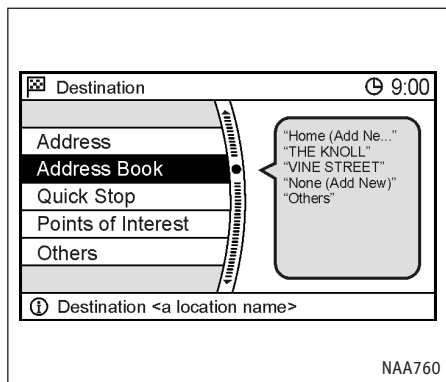 Destination 9:00
Address
Address Book
Quick Stop
Points of Interest
Others
“Home (Add Ne...”
“THE KNOLL”
“VINE STREET”
“None (Add New)”
“Others”
Destination <a location name>
NAA760